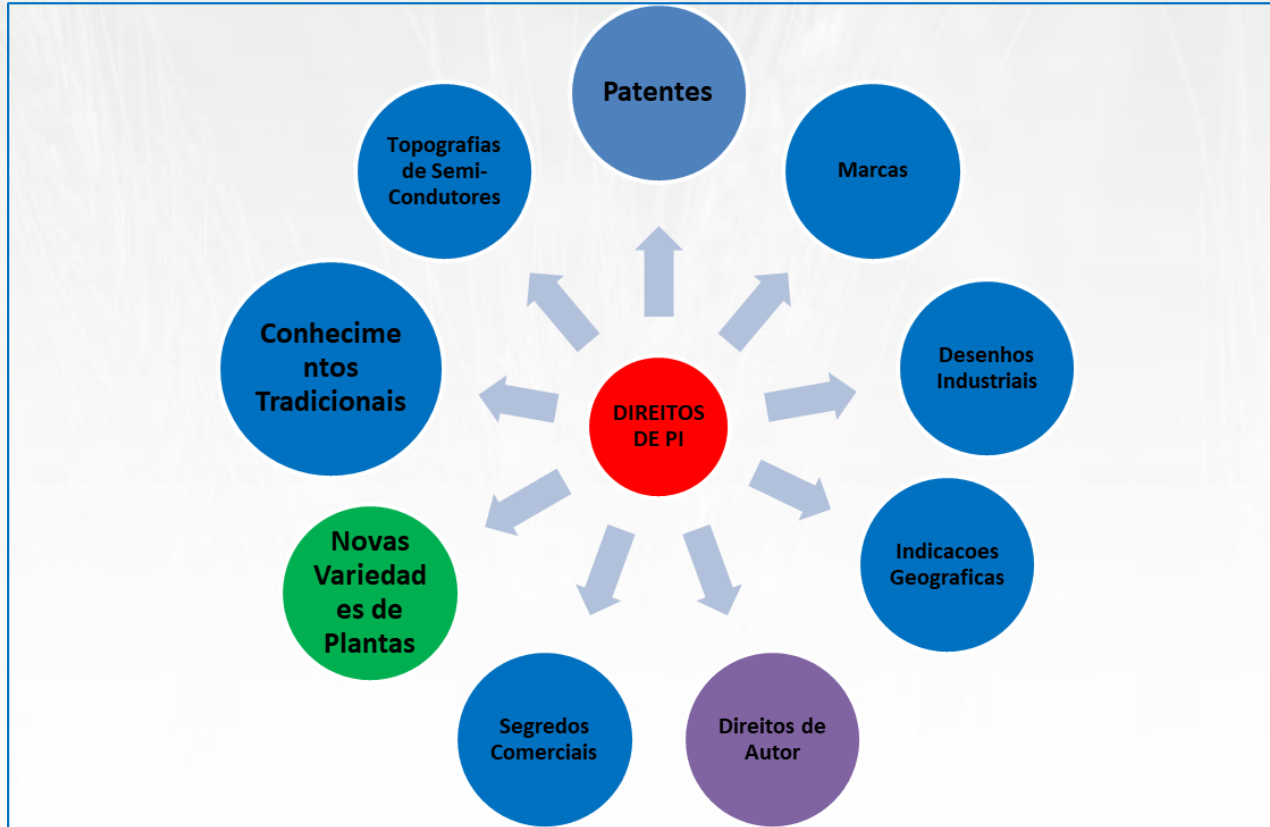 Patentes
Topografias
de Semi-
Condutores
Marcas
Conhecime
ntos
Tradicionais
Desenhos
Industriais
DIREITOS
DE PI
Novas
Variedad
es de
Plantas
Indicacoes
Geograficas
Segredos
Comerciais
Direitos de
Autor